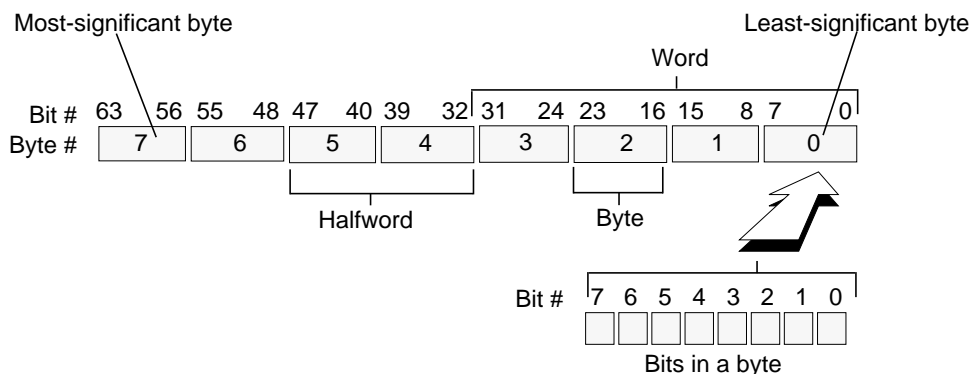 Most-significant byte
Least-significant byte
Word
Bit # 63 56 55 48 47 40 39 32 31 24 23 16 15 8 7 0
Byte # 7 6 5 4 3 2 1 0
Halfword
Byte
Bit # 7 6 5 4 3 2 1 0
Bits in a byte